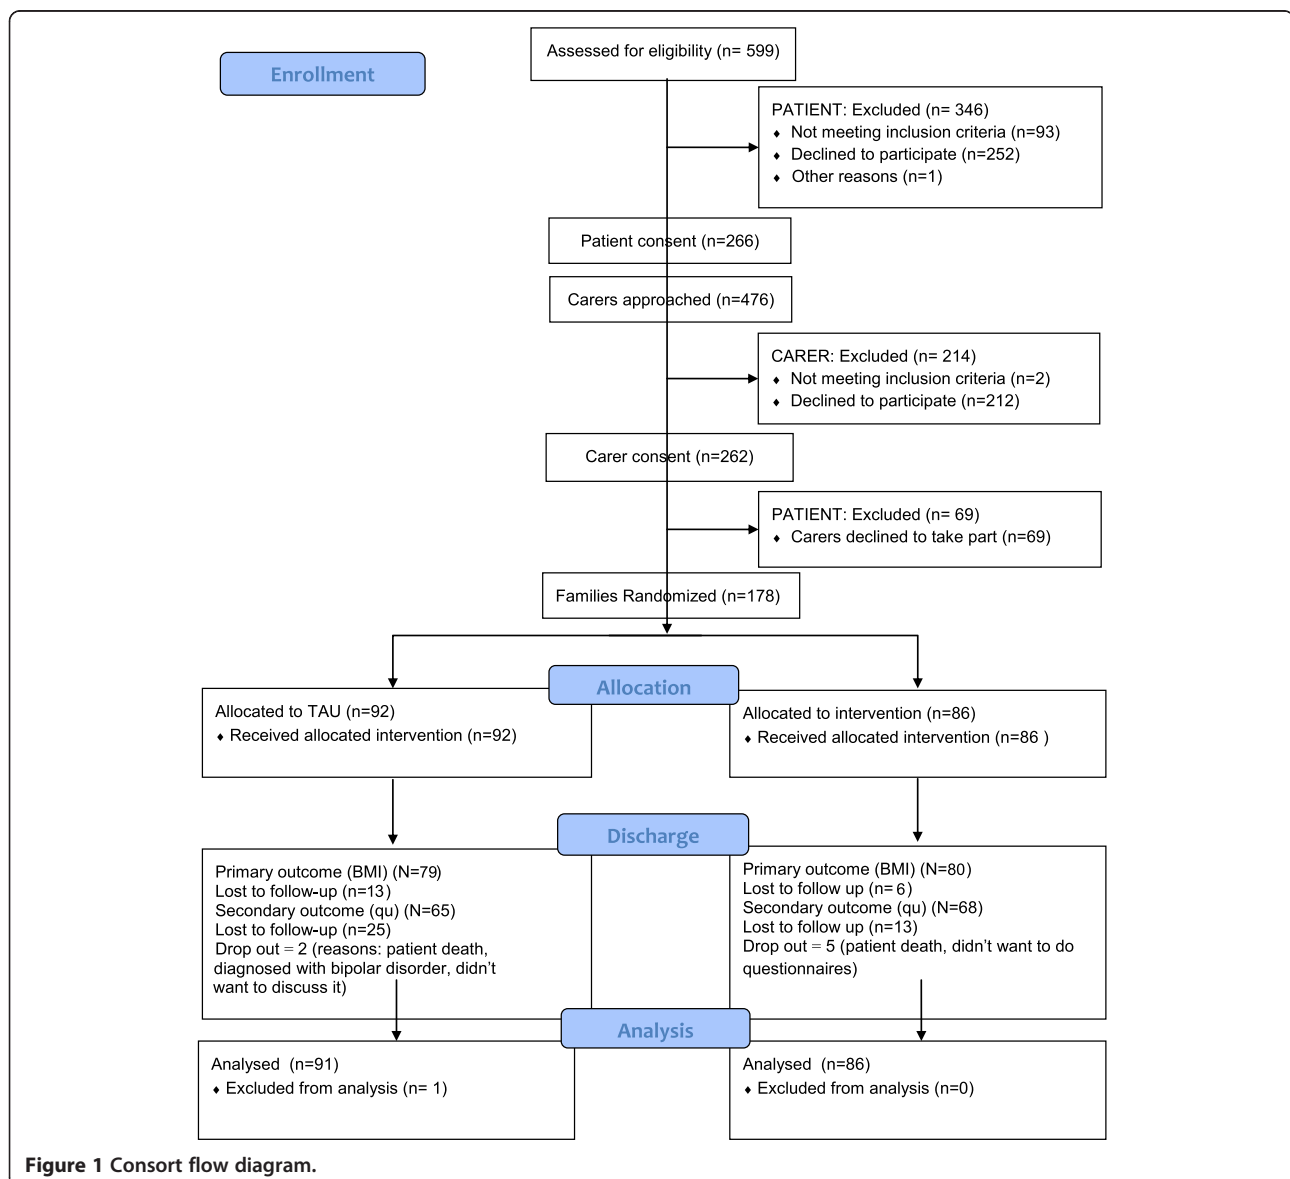 Assessed for eligibility (n= 599)
Enrollment
PATIENT: Excluded (n= 346)
♦ Not meeting inclusion criteria (n=93)
♦ Declined to participate (n=252)
♦ Other reasons (n=1)
Patient consent (n=266)
Carers approached (n=476)
CARER: Excluded (n= 214)
♦ Not meeting inclusion criteria (n=2)
♦ Declined to participate (n=212)
Carer consent (n=262)
PATIENT: Excluded (n= 69)
♦ Carers declined to take part (n=69)
Families Randomized (n=178)
Allocation
Allocated to TAU (n=92)
♦ Received allocated intervention (n=92)
Allocated to intervention (n=86)
♦ Received allocated intervention (n=86 )
Discharge
Primary outcome (BMI) (N=79)
Lost to follow-up (n=13)
Secondary outcome (qu) (N=65)
Lost to follow-up (n=25)
Drop out = 2 (reasons: patient death,
diagnosed with bipolar disorder, didn't
want to discuss it)
Primary outcome (BMI) (N=80)
Lost to follow up (n= 6)
Secondary outcome (qu) (N=68)
Lost to follow up (n=13)
Drop out = 5 (patient death, didn't want to do
questionnaires)
Analysis
Analysed (n=91)
♦ Excluded from analysis (n= 1)
Analysed (n=86)
♦ Excluded from analysis (n=0)
Figure 1 Consort flow diagram.